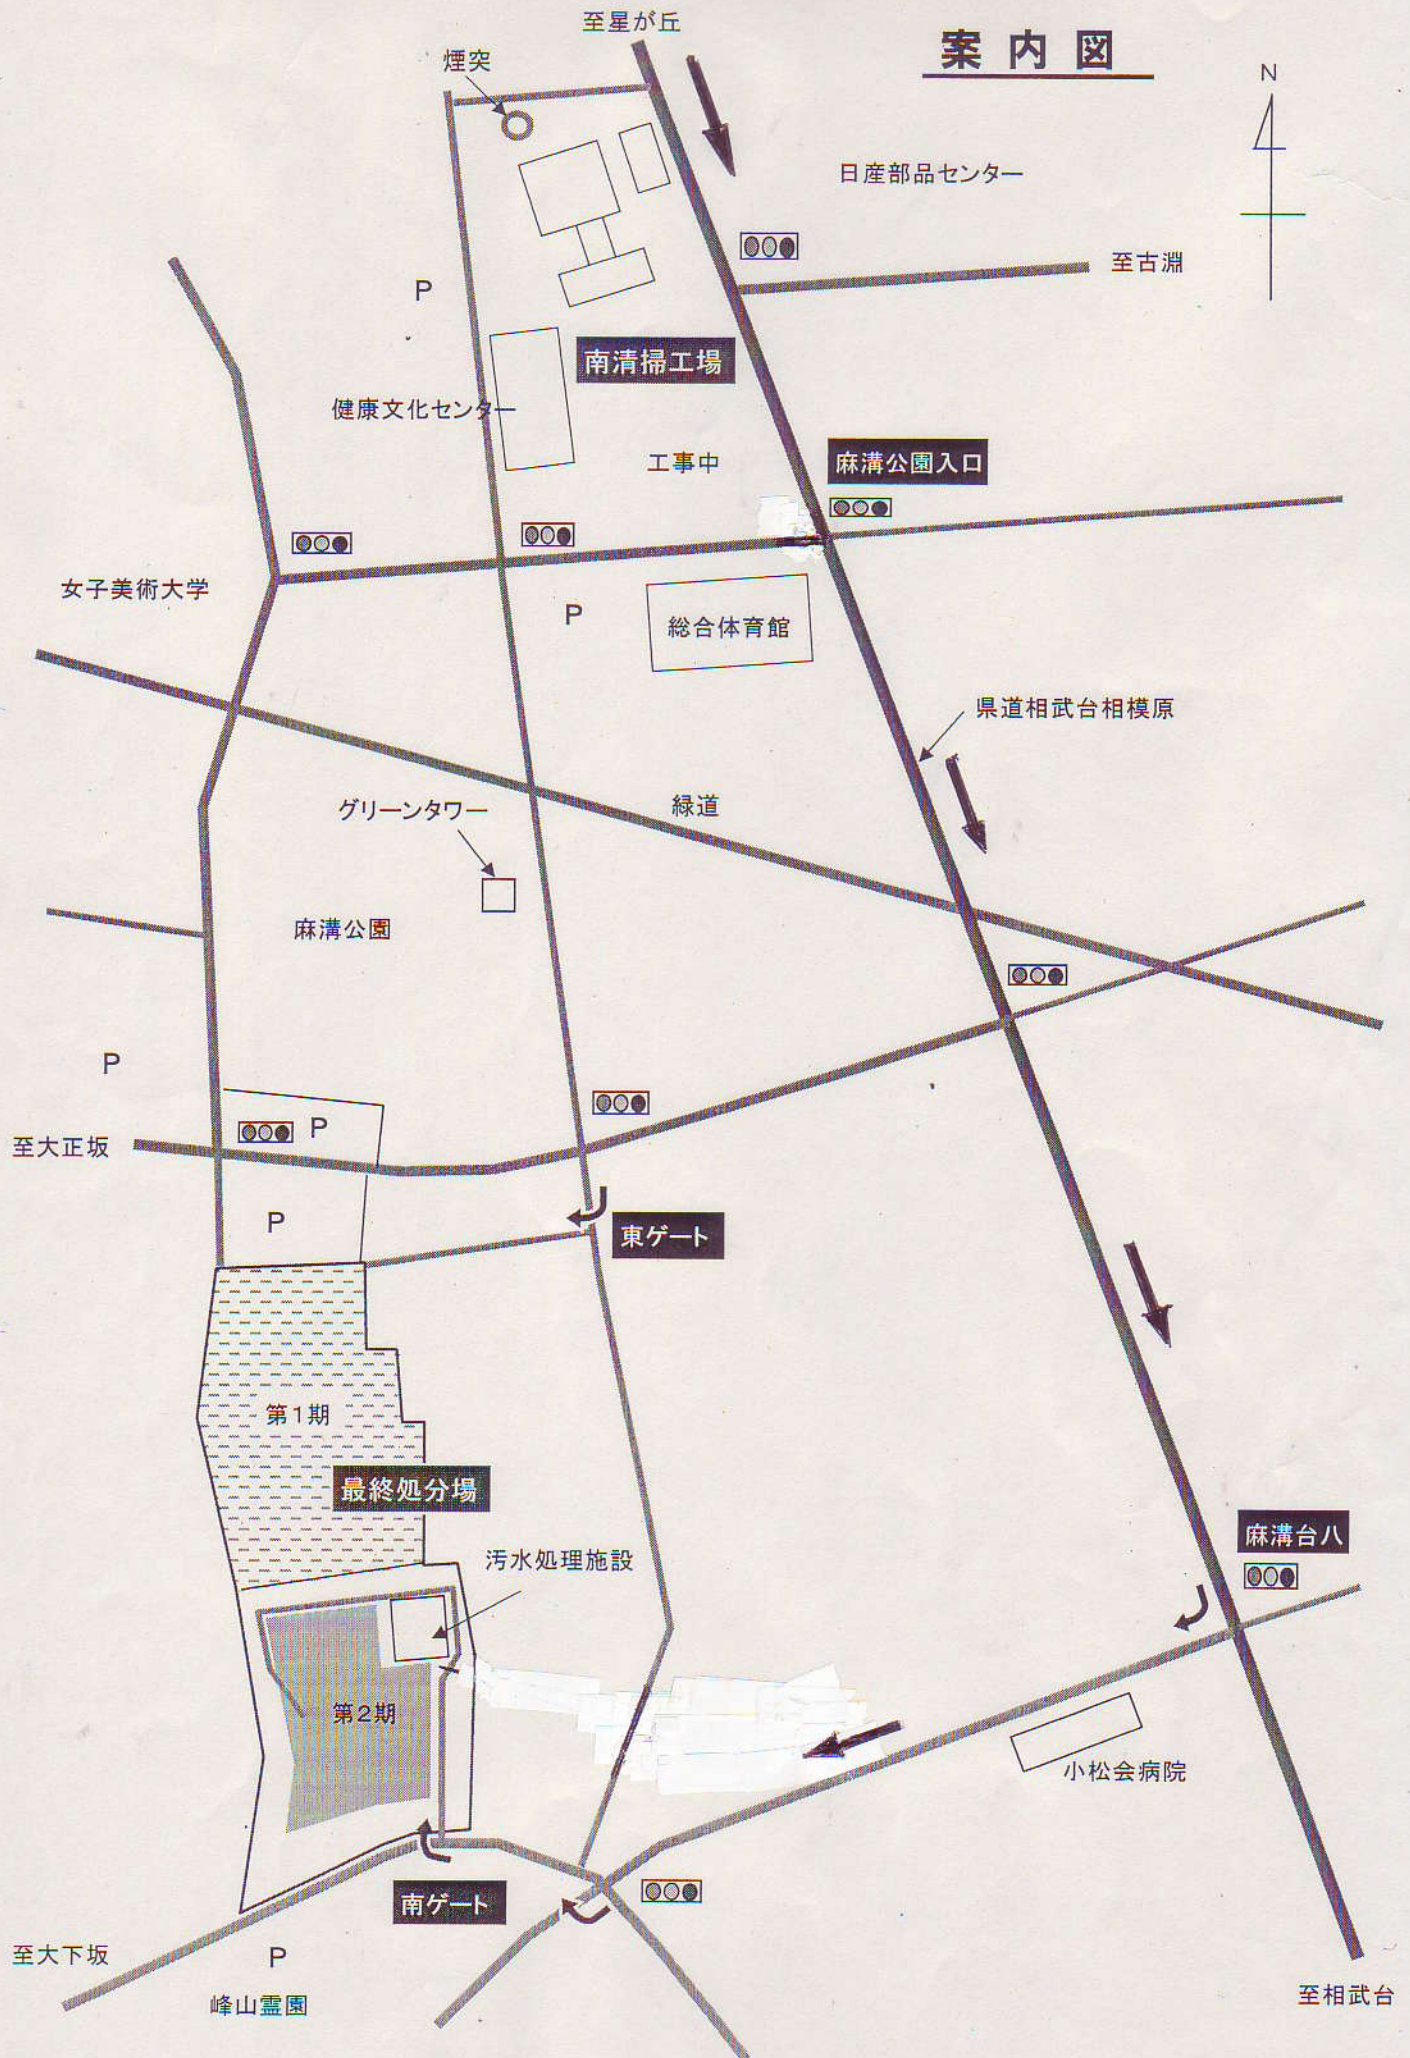 至星が丘
案内図
煙突
N
日産部品センター
至古淵
P
南清掃工場
健康文化センター
工事中
麻溝公園入口
女子美術大学
P
総合体育館
県道相武台相模原
グリーンタワー
緑道
麻溝公園
P
P
至大正坂
P
東ゲート
第1期
最終処分場
麻溝台八
汚水処理施設
第2期
小松会病院
南ゲート
至大下坂
P
峰山霊園
至相武台